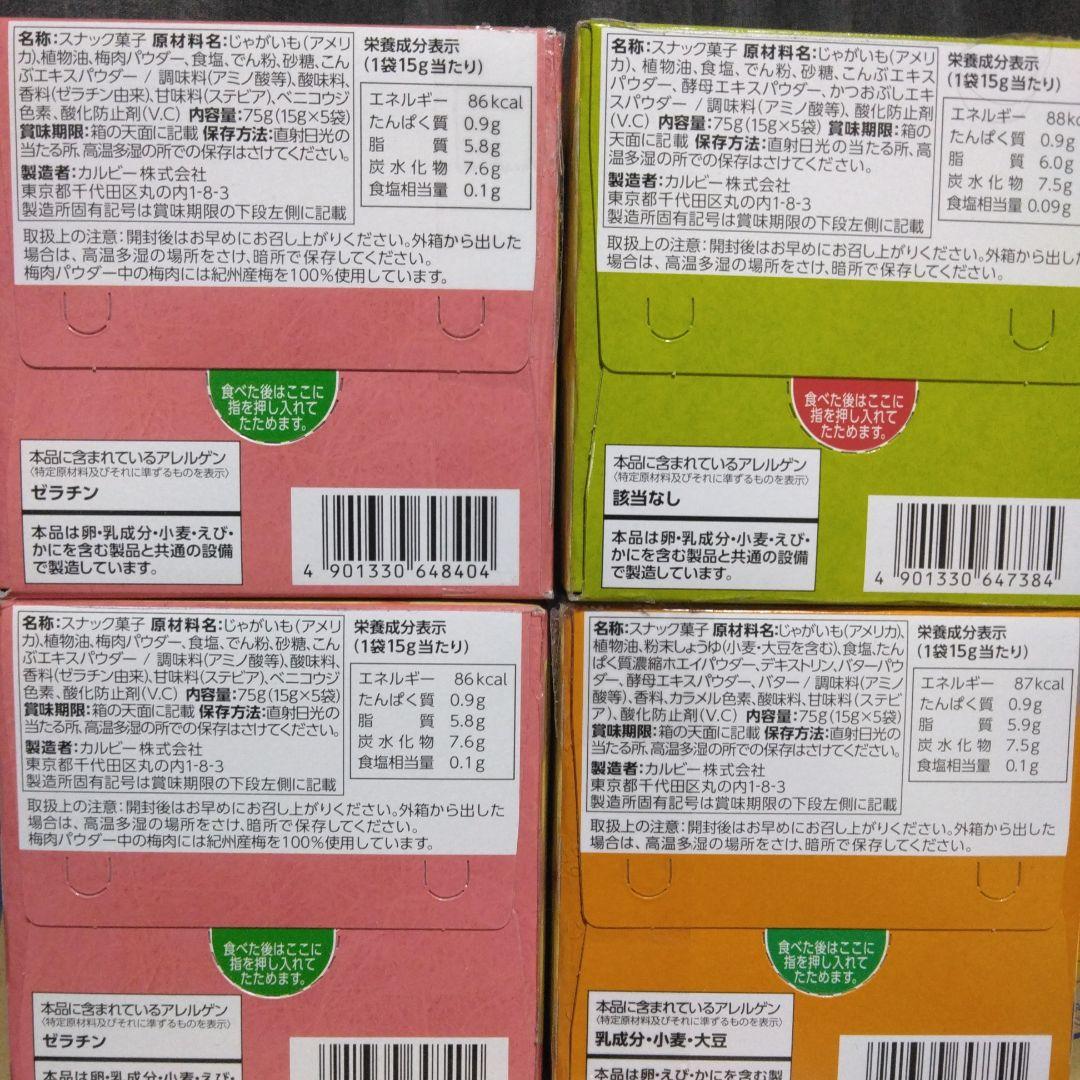 名称:スナック菓子 原材料名:じゃがいも(アメリ
カ)、植物油、梅肉パウダー、食塩、でん粉、砂糖、こん
ぶエキスパウダー / 調味料(アミノ酸等)、酸味料、
香料(ゼラチン由来)、甘味料(ステビア)、ベニコウジ
色素、酸化防止剤(V.C) 内容量:75g(15g×5袋)
賞味期限:箱の天面に記載 保存方法:直射日光の
当たる所、高温多湿の所での保存はさけてください。
製造者:カルビー株式会社
東京都千代田区丸の内1-8-3
製造所固有記号は賞味期限の下段左側に記載
栄養成分表示
(1袋15g当たり)
エネルギー 86kcal
たんぱく質 0.9g
脂質 5.8g
炭水化物 7.6g
食塩相当量 0.1g
取扱上の注意:開封後はお早めにお召し上がりください。外箱から出した
場合は、高温多湿の場所をさけ、暗所で保存してください。
梅肉パウダー中の梅肉には紀州産梅を100%使用しています。
食べた後はここに
指を押し入れて
たためます。
本品に含まれているアレルゲン
〈特定原材料及びそれに準ずるものを表示〉
ゼラチン
本品は卵・乳成分・小麦・えび・
かにを含む製品と共通の設備
で製造しています。
4 901330 648404
名称:スナック菓子 原材料名:じゃがいも(アメリ
カ)、植物油、食塩、でん粉、砂糖、こんぶエキス
パウダー、酵母エキスパウダー、かつおぶしエキ
スパウダー / 調味料(アミノ酸等)、酸化防止剤
(V.C) 内容量:75g(15g×5袋) 賞味期限:箱の
天面に記載 保存方法:直射日光の当たる所、高
温多湿の所での保存はさけてください。
製造者:カルビー株式会社
東京都千代田区丸の内1-8-3
製造所固有記号は賞味期限の下段左側に記載
栄養成分表示
(1袋15g当たり)
エネルギー 88kc
たんぱく質 0.9g
脂質 6.0g
炭水化物 7.5g
食塩相当量 0.09g
取扱上の注意:開封後はお早めにお召し上がりください。外箱から出し
場合は、高温多湿の場所をさけ、暗所で保存してください。
食べた後はここに
指を押し入れて
たためます。
本品に含まれているアレルゲン
〈特定原材料及びそれに準ずるものを表示〉
該当なし
本品は卵・乳成分・小麦・えび・
かにを含む製品と共通の設備
で製造しています。
4 901330 647384
名称:スナック菓子 原材料名:じゃがいも(アメリ
カ)、植物油、梅肉パウダー、食塩、でん粉、砂糖、こん
ぶエキスパウダー / 調味料(アミノ酸等)、酸味料、
香料(ゼラチン由来)、甘味料(ステビア)、ベニコウジ
色素、酸化防止剤(V.C) 内容量:75g(15g×5袋)
賞味期限:箱の天面に記載 保存方法:直射日光の
当たる所、高温多湿の所での保存はさけてください。
製造者:カルビー株式会社
東京都千代田区丸の内1-8-3
製造所固有記号は賞味期限の下段左側に記載
栄養成分表示
(1袋15g当たり)
エネルギー 86kcal
たんぱく質 0.9g
脂質 5.8g
炭水化物 7.6g
食塩相当量 0.1g
取扱上の注意:開封後はお早めにお召し上がりください。外箱から出した
場合は、高温多湿の場所をさけ、暗所で保存してください。
梅肉パウダー中の梅肉には紀州産梅を100%使用しています。
食べた後はここに
指を押し入れて
たためます。
本品に含まれているアレルゲン
〈特定原材料及びそれに準ずるものを表示〉
ゼラチン
本品は卵・乳成分・小麦・えび・
名称:スナック菓子 原材料名:じゃがいも(アメリカ)、
植物油、粉末しょうゆ(小麦・大豆を含む)、食塩、たん
ぱく質濃縮ホエイパウダー、デキストリン、バターパウ
ダー、酵母エキスパウダー、バター / 調味料(アミノ
酸等)、香料、カラメル色素、酸味料、甘味料(ステビ
ア)、酸化防止剤(V.C) 内容量:75g(15g×5袋)
賞味期限:箱の天面に記載 保存方法:直射日光の
当たる所、高温多湿の所での保存はさけてください。
製造者:カルビー株式会社
東京都千代田区丸の内1-8-3
製造所固有記号は賞味期限の下段左側に記載
栄養成分表示
(1袋15g当たり)
エネルギー 87kcal
たんぱく質 0.9g
脂質 5.9g
炭水化物 7.5g
食塩相当量 0.1g
取扱上の注意:開封後はお早めにお召し上がりください。外箱から出した
場合は、高温多湿の場所をさけ、暗所で保存してください。
食べた後はここに
指を押し入れて
たためます。
本品に含まれているアレルゲン
〈特定原材料及びそれに準ずるものを表示〉
乳成分・小麦・大豆
本品は卵・えび・かにを含む製